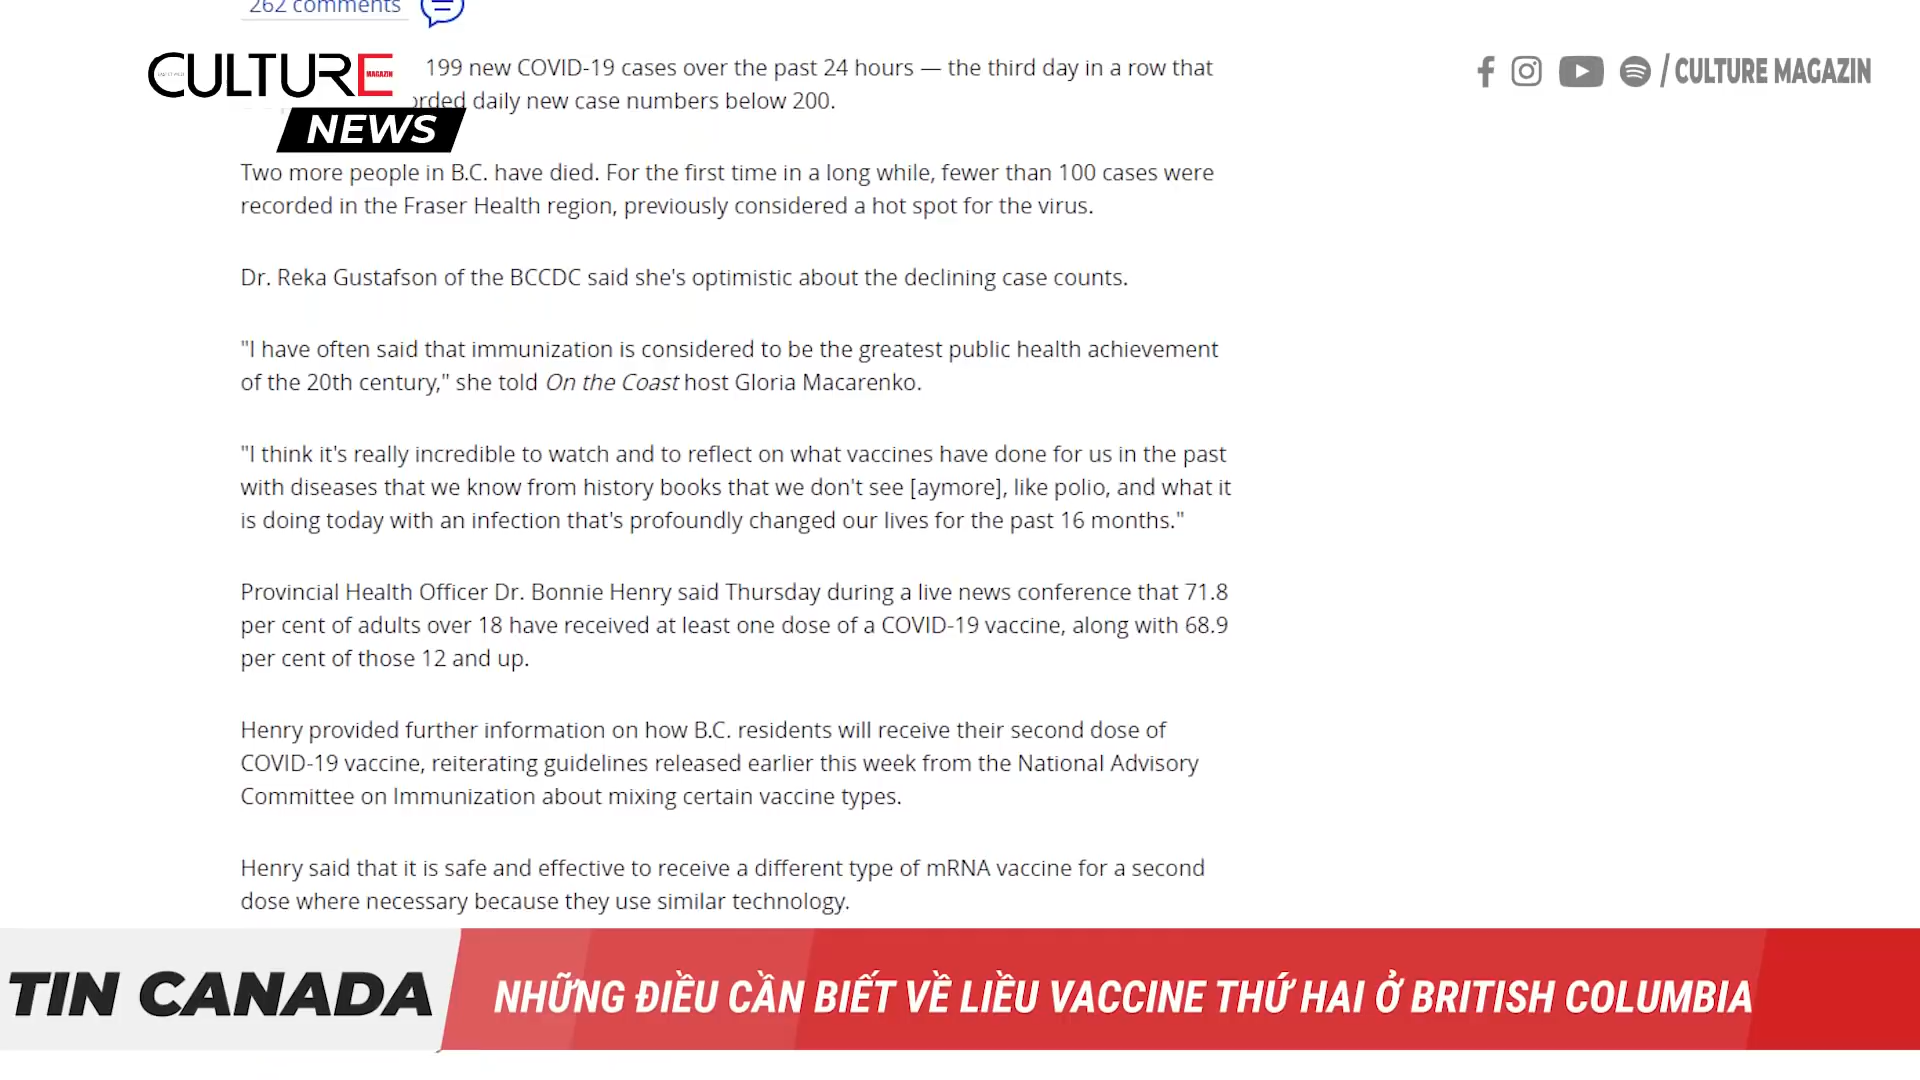 262 comments
CULTURE
MAGAZIN
NEWS
/ CULTURE MAGAZIN
199 new COVID-19 cases over the past 24 hours — the third day in a row that
daily new case numbers below 200.
Two more people in B.C. have died. For the first time in a long while, fewer than 100 cases were
recorded in the Fraser Health region, previously considered a hot spot for the virus.
Dr. Reka Gustafson of the BCCDC said she's optimistic about the declining case counts.
"I have often said that immunization is considered to be the greatest public health achievement
of the 20th century," she told On the Coast host Gloria Macarenko.
"I think it's really incredible to watch and to reflect on what vaccines have done for us in the past
with diseases that we know from history books that we don't see [aymore], like polio, and what it
is doing today with an infection that's profoundly changed our lives for the past 16 months."
Provincial Health Officer Dr. Bonnie Henry said Thursday during a live news conference that 71.8
per cent of adults over 18 have received at least one dose of a COVID-19 vaccine, along with 68.9
per cent of those 12 and up.
Henry provided further information on how B.C. residents will receive their second dose of
COVID-19 vaccine, reiterating guidelines released earlier this week from the National Advisory
Committee on Immunization about mixing certain vaccine types.
Henry said that it is safe and effective to receive a different type of mRNA vaccine for a second
dose where necessary because they use similar technology.
TIN CANADA
NHỮNG ĐIỀU CẦN BIẾT VỀ LIỀU VACCINE THỨ HAI Ở BRITISH COLUMBIA